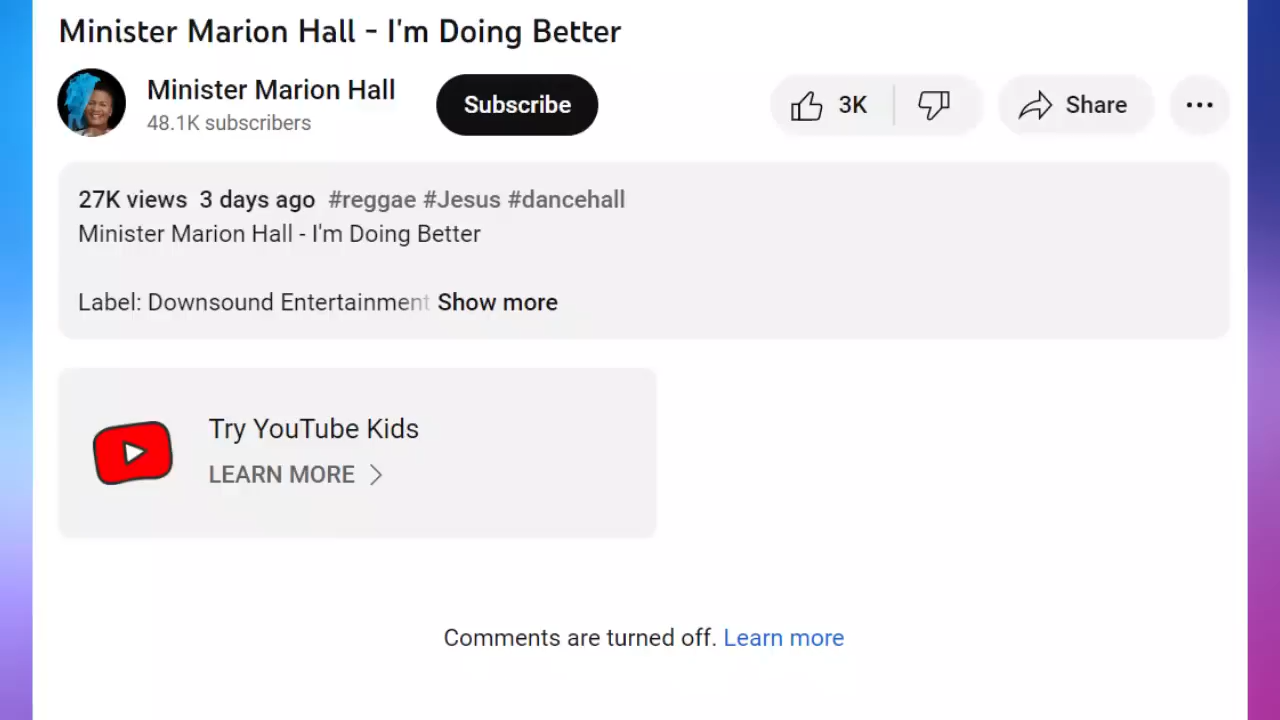 Minister Marion Hall - I'm Doing Better
Minister Marion Hall
48.1K subscribers
Subscribe
3K
Share
27K views 3 days ago #reggae #Jesus #dancehall
Minister Marion Hall - I'm Doing Better
Label: Downsound Entertainment Show more
Try YouTube Kids
LEARN MORE
Comments are turned off. Learn more